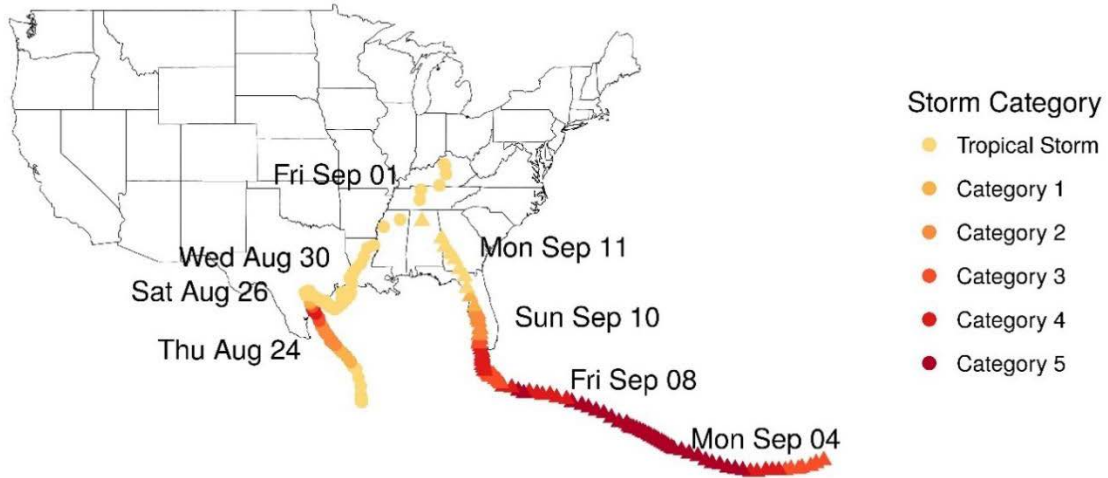 Storm Category
Tropical Storm
Category 1
Category 2
Category 3
Category 4
Category 5
Fri Sep 01
Wed Aug 30
Sat Aug 26
Thu Aug 24
Mon Sep 11
Sun Sep 10
Fri Sep 08
Mon Sep 04